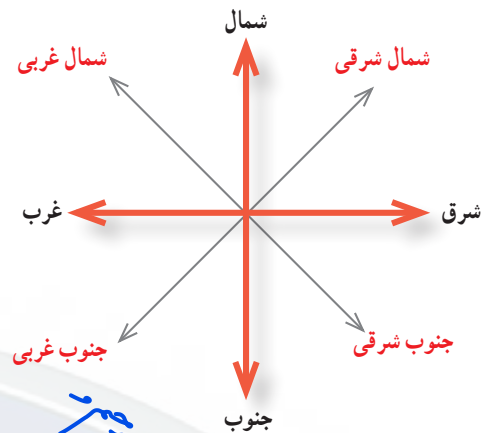 شمال
شمال شرقی
شمال غربی
شرق
غرب
جنوب شرقی
جنوب غربی
جنوب